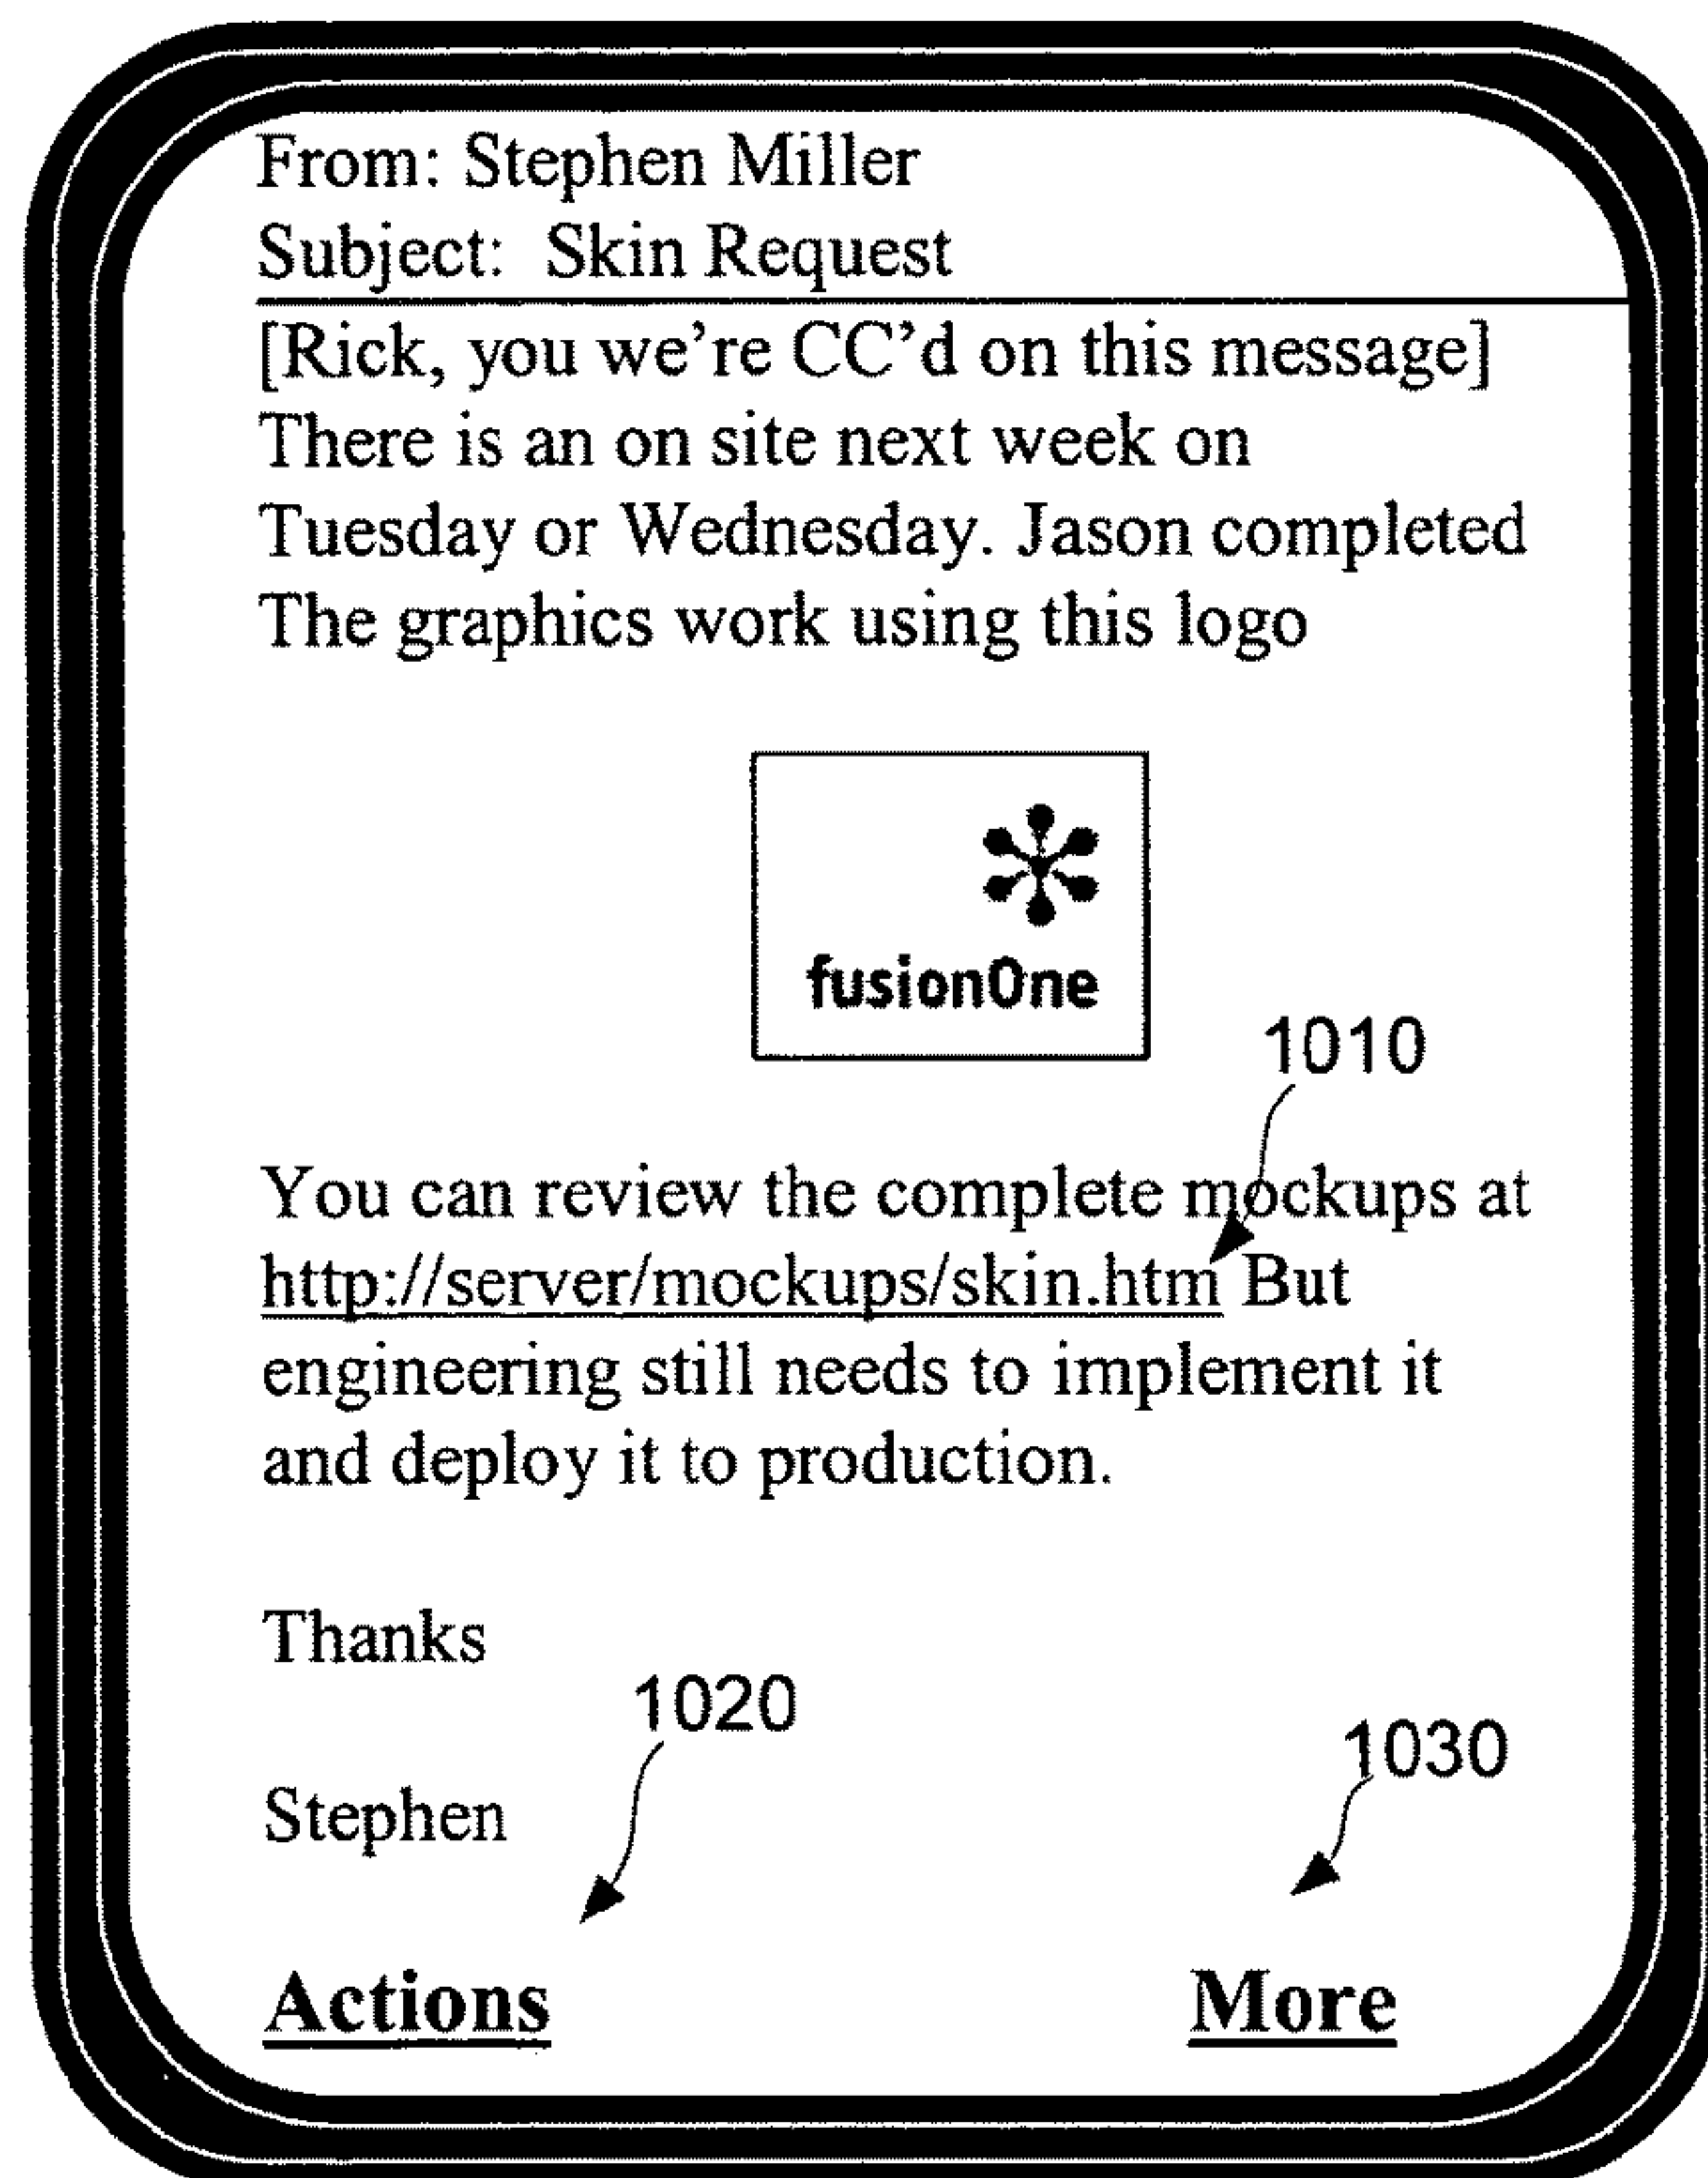 From: Stephen Miller
Subject: Skin Request
[Rick, you we're CC'd on this message]
There is an on site next week on
Tuesday or Wednesday. Jason completed
The graphics work using this logo
fusionOne
1010
You can review the complete mockups at
http://server/mockups/skin.htm But
engineering still needs to implement it
and deploy it to production.
Thanks
1020
1030
Stephen
Actions More